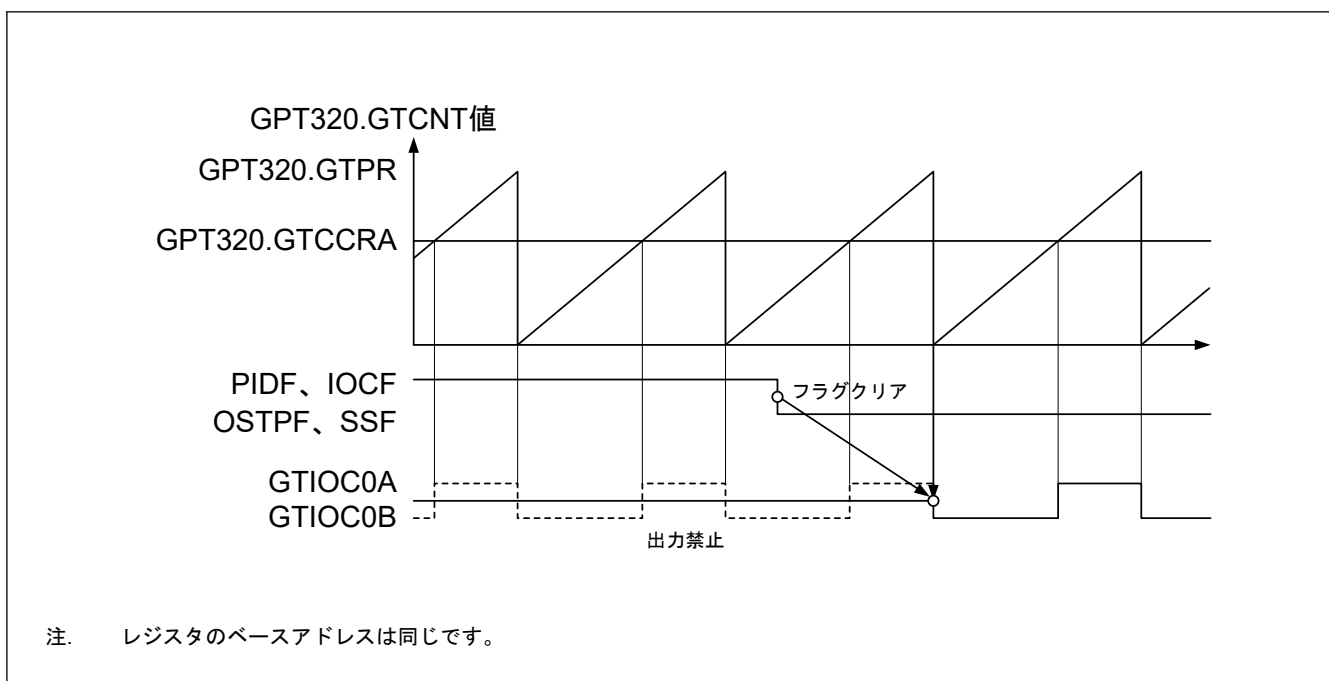 GPT320.GTCNT値
GPT320.GTPR
GPT320.GTCCRA
PIDF、IOCF
フラグクリア
OSTPF、SSF
GTIOC0A
GTIOC0B
出力禁止
注. レジスタのベースアドレスは同じです。